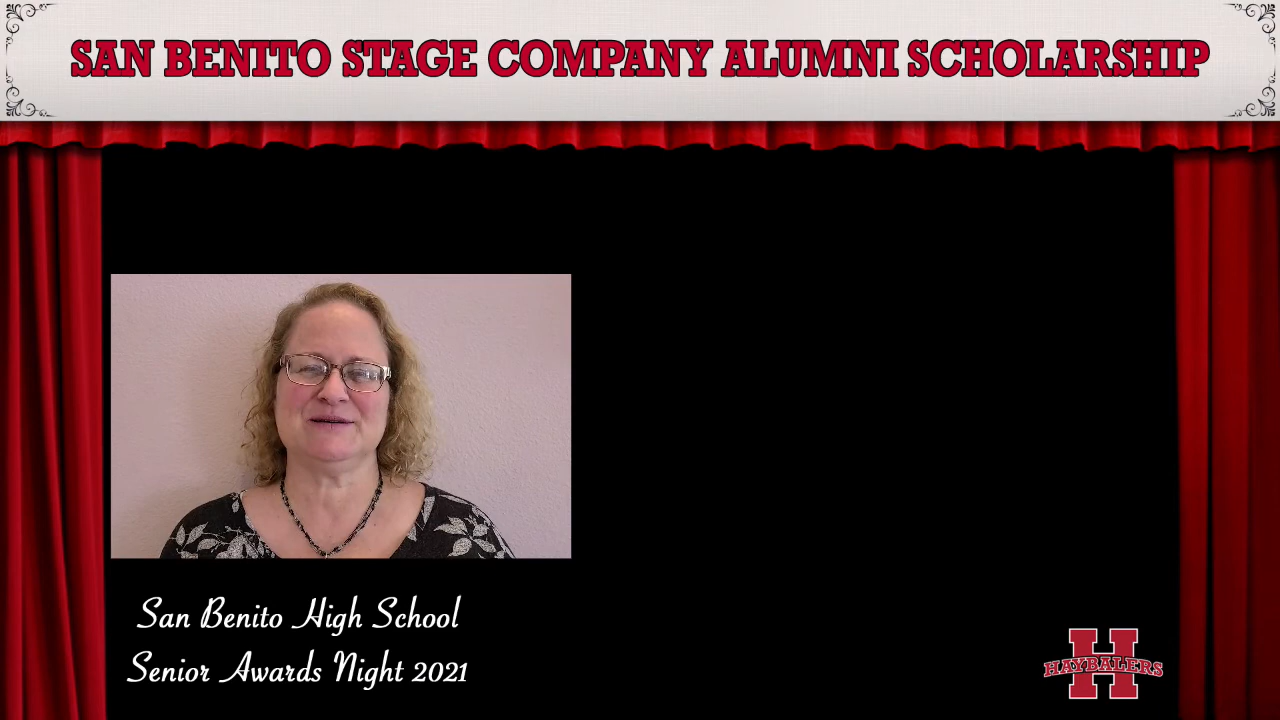 SAN BENITO STAGE COMPANY ALUMNI SCHOLARSHIP
San Benito High School
Senior Awards Night 2021
H
HAYBALERS